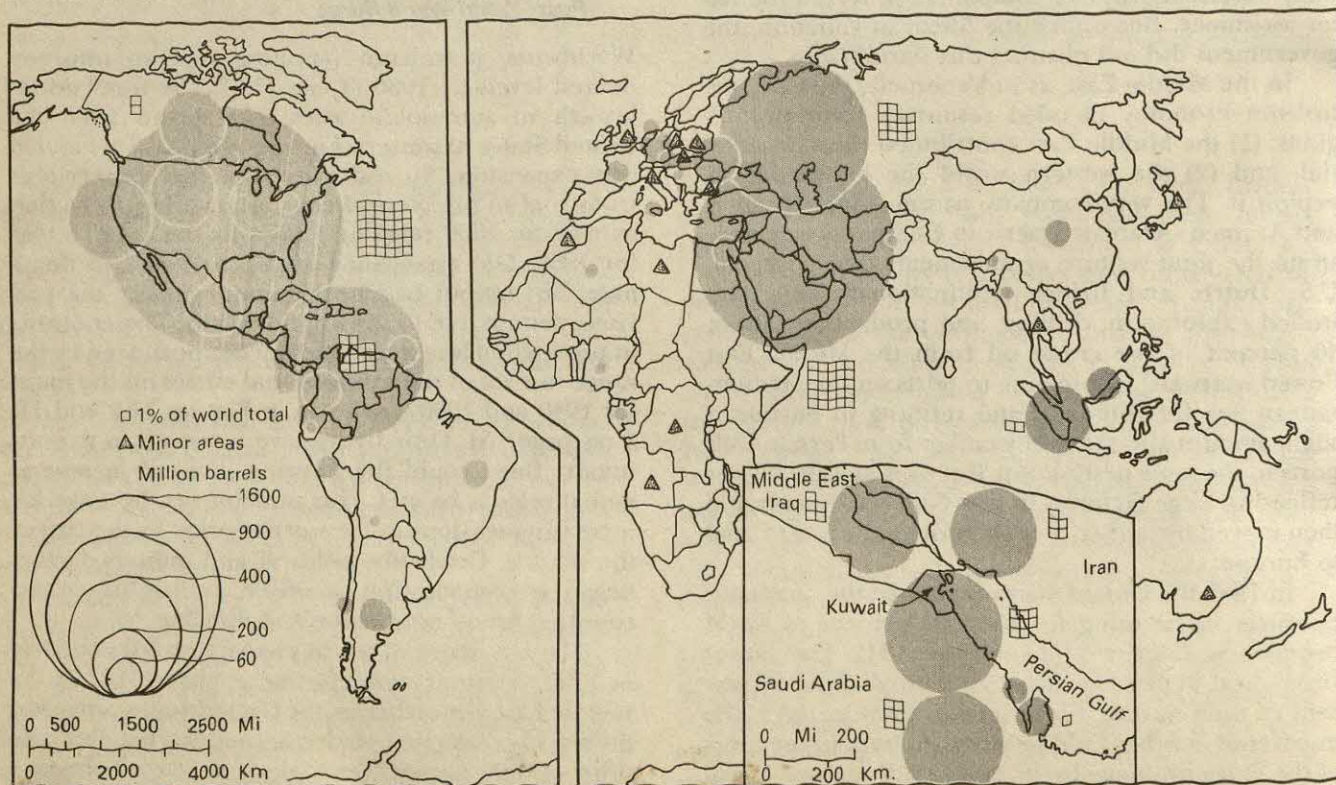 □ 1% of world total
Minor areas
Million barrels
1600
900
400
200
60
0 500 1500 2500 Mi
0 2000 4000 Km
Middle East
Iraq
Iran
Kuwait
Saudi Arabia
Persian Gulf
0 Mi 200
0 200 Km.